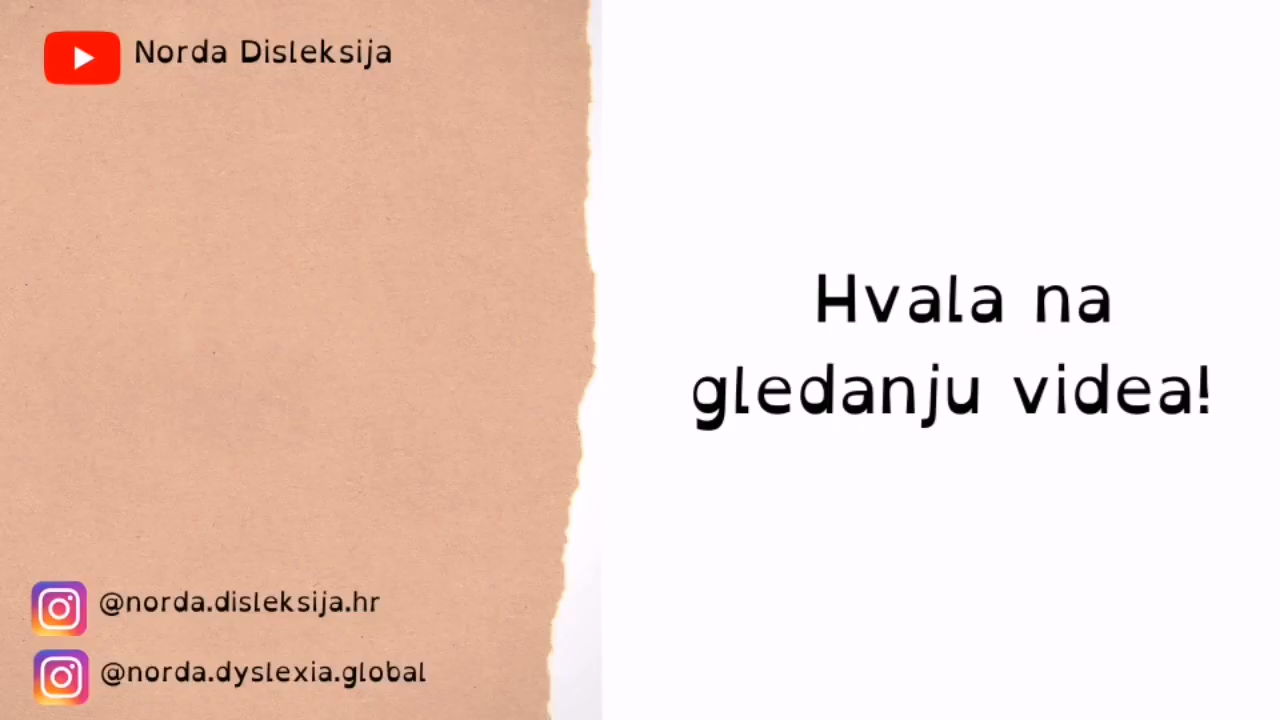 Norda Disleksija
Hvala na
gledanju videa!
@norda.disleksija.hr
@norda.dyslexia.global